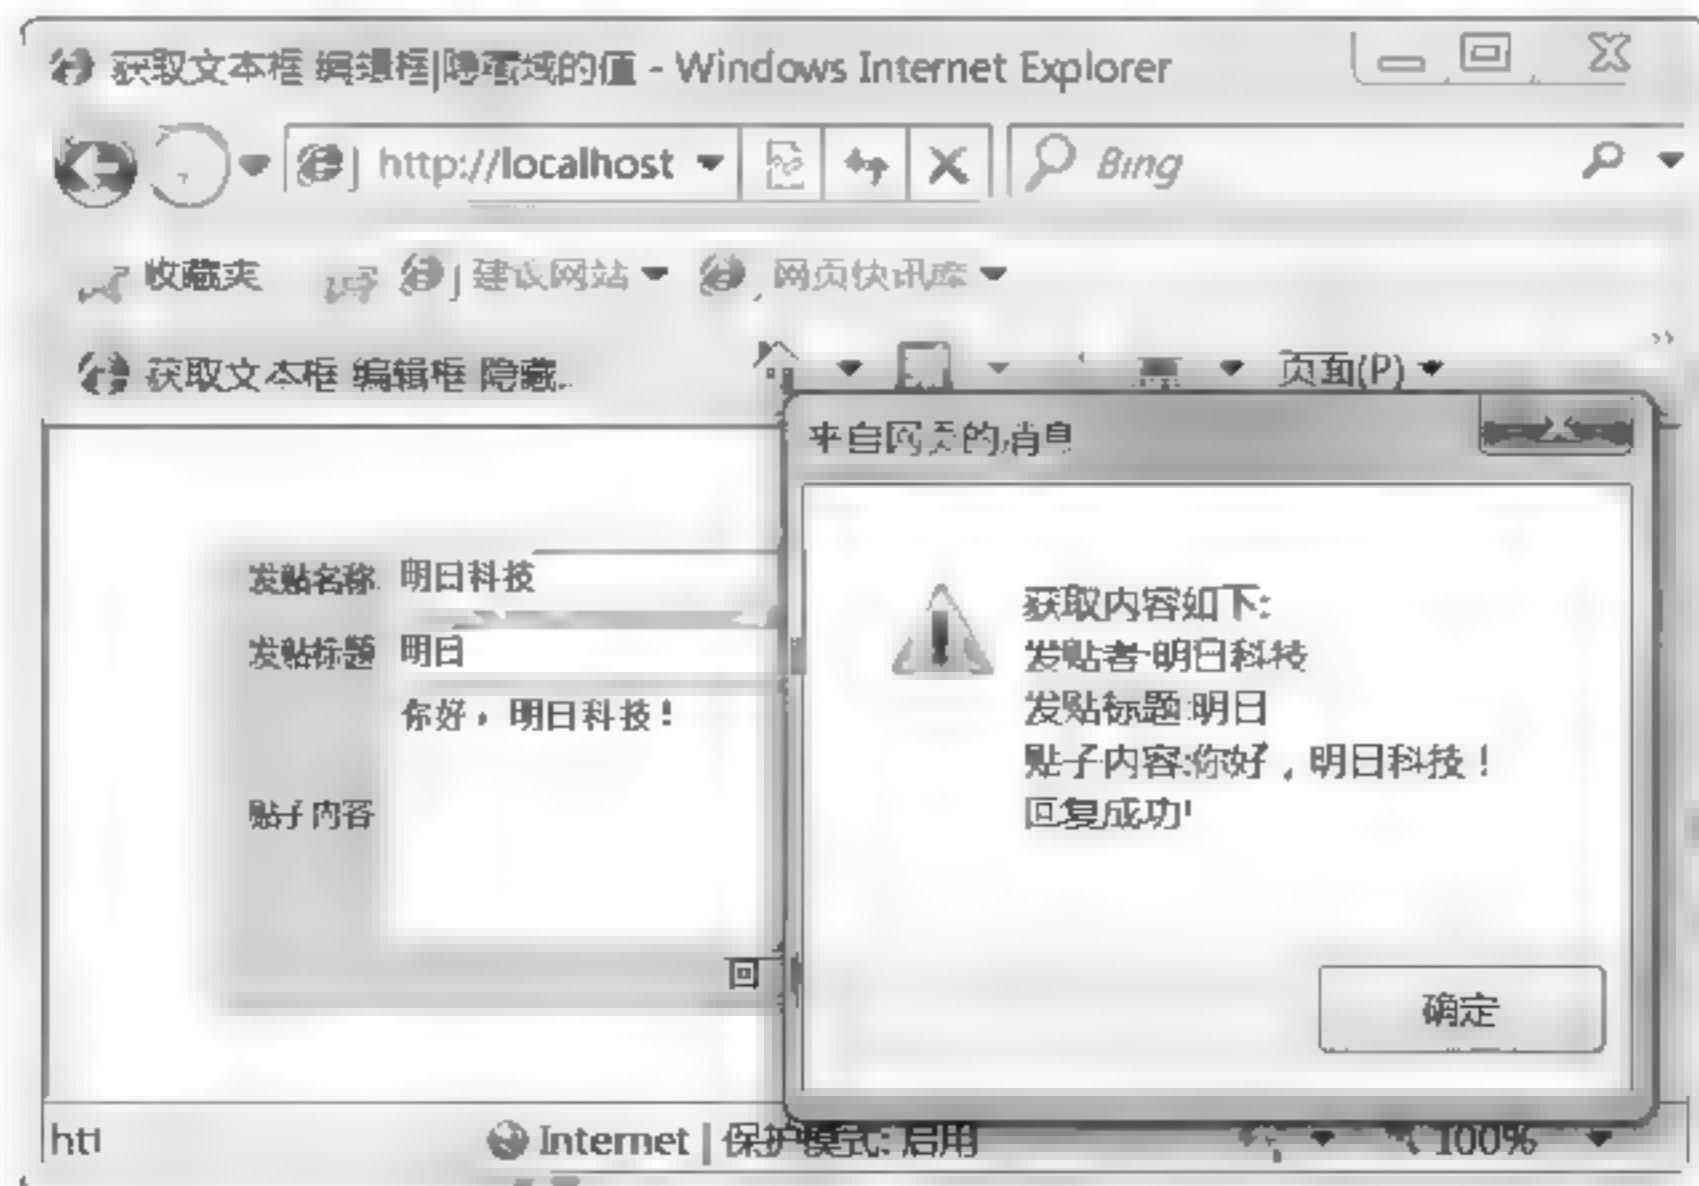 获取文本框 编辑框|隐藏域的值 - Windows Internet Explorer
http://localhost
Bing
收藏夹 建议网站 网页快讯库
获取文本框 编辑框 隐藏..
页面(P)
来自网页的消息
发贴名称 明日科技
发贴标题 明日
你好，明日科技！
贴子内容
回
获取内容如下:
发贴者:明日科技
发贴标题:明日
贴子内容:你好，明日科技！
回复成功!
确定
htt
Internet | 保护模式: 启用
100%